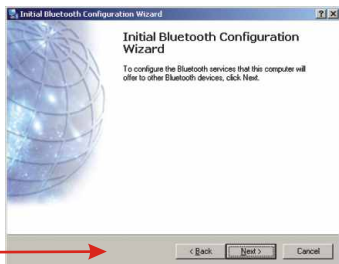 Initial Bluetooth Configuration Wizard
Initial Bluetooth Configuration
Wizard
To configure the Bluetooth services that this computer will
offer to other Bluetooth devices, click Next.
< Back
Next >
Cancel